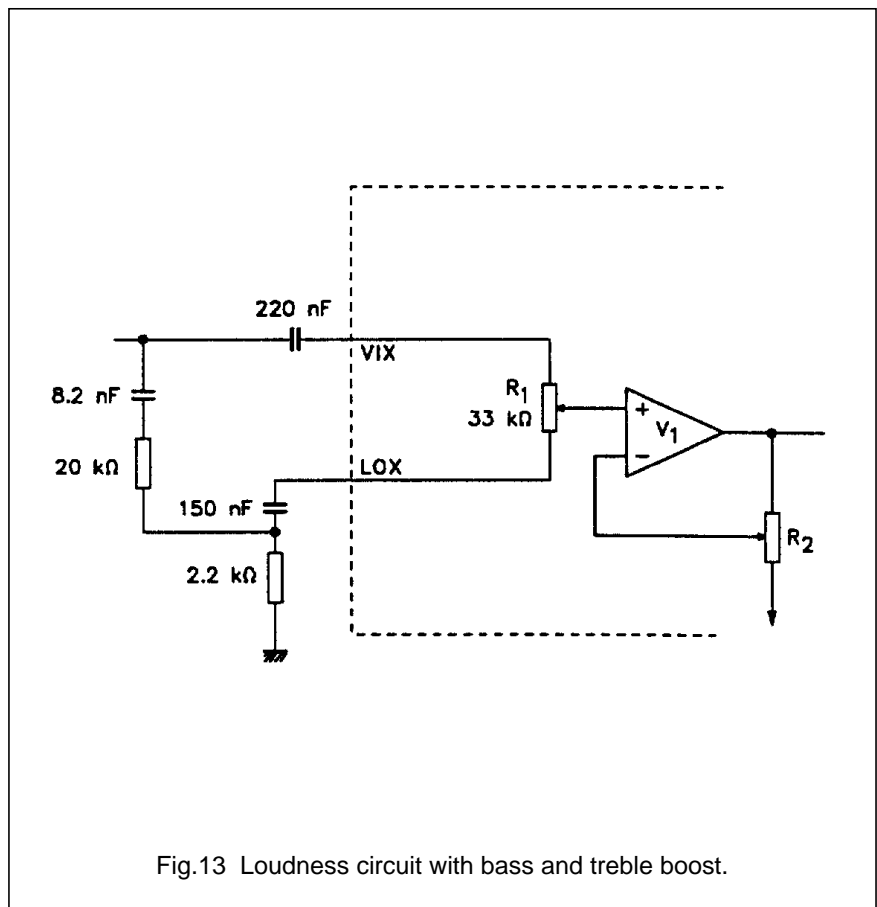 220 nF
VIX
8.2 nF
R1
33 kΩ
+
V1
−
20 kΩ
LOX
150 nF
R2
2.2 kΩ
Fig.13 Loudness circuit with bass and treble boost.